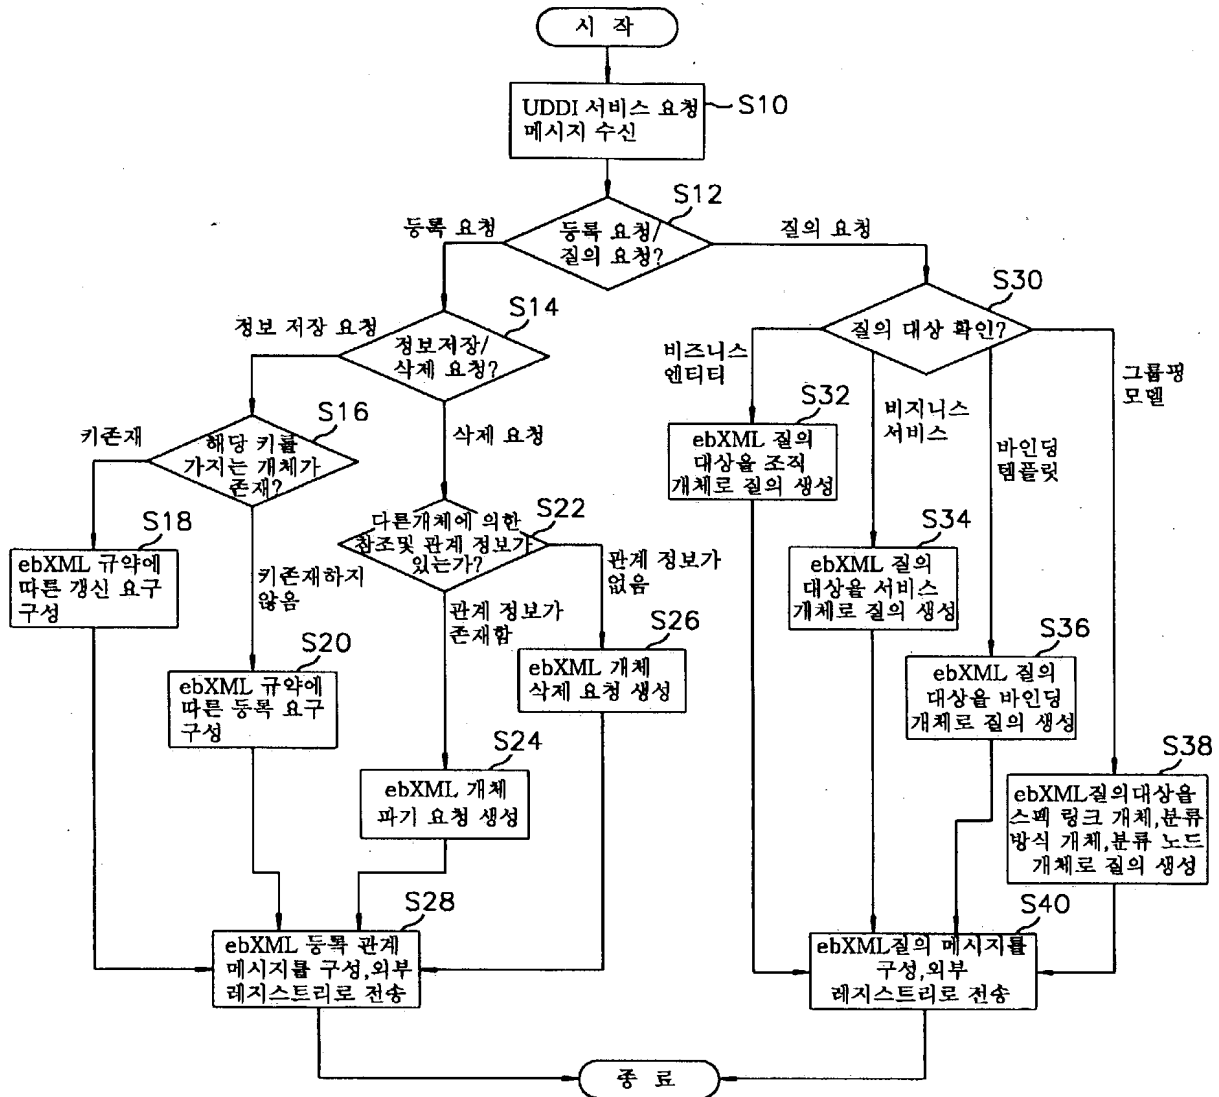 시 작
UDDI 서비스 요청
메시지 수신
S10
S12
등록 요청/
질의 요청?
등록 요청
질의 요청
S14
정보저장/
삭제 요청?
정보 저장 요청
삭제 요청
S16
해당 키를
가지는 개체가
존재?
키존재
키존재하지
않음
S18
ebXML 규약에
따른 갱신 요구
구성
S20
ebXML 규약에
따른 등록 요구
구성
S22
다른개체에 의한
참조및 관계 정보가
있는가?
관계 정보가
존재함
관계 정보가
없음
S24
ebXML 개체
파기 요청 생성
S26
ebXML 개체
삭제 요청 생성
S28
ebXML 등록 관계
메시지를 구성,외부
레지스트리로 전송
S30
질의 대상 확인?
비즈니스
엔티티
비지니스
서비스
바인딩
템플릿
그룹핑
모델
S32
ebXML 질의
대상을 조직
개체로 질의 생성
S34
ebXML 질의
대상을 서비스
개체로 질의 생성
S36
ebXML 질의
대상을 바인딩
개체로 질의 생성
S38
ebXML질의대상을
스펙 링크 개체,분류
방식 개체,분류 노드
개체로 질의 생성
S40
ebXML질의 메시지를
구성,외부
레지스트리로 전송
종 료